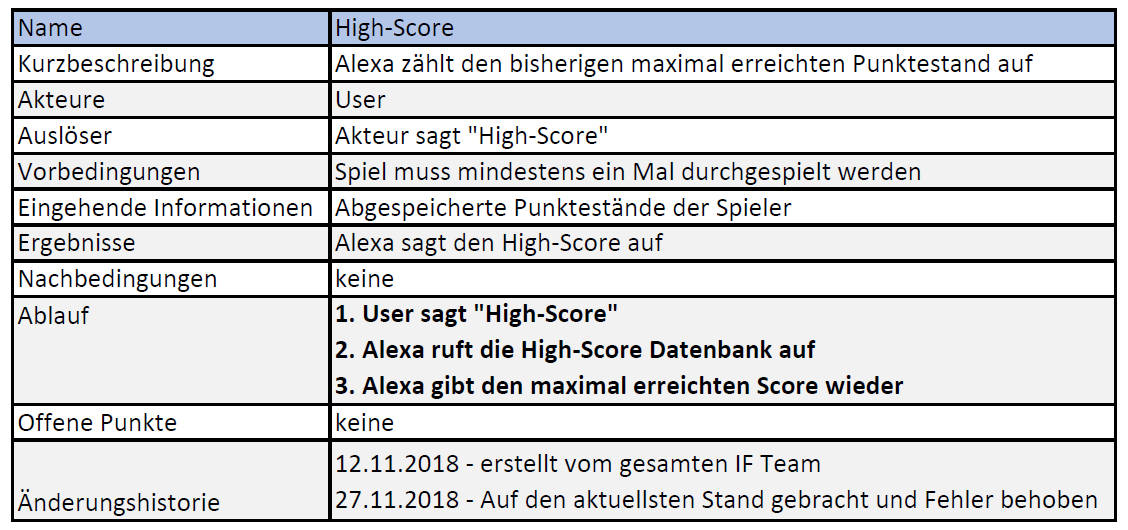 Name High-Score
Kurzbeschreibung Alexa zählt den bisherigen maximal erreichten Punktestand auf
Akteure User
Auslöser Akteur sagt "High-Score"
Vorbedingungen Spiel muss mindestens ein Mal durchgespielt werden
Eingehende Informationen Abgespeicherte Punktestände der Spieler
Ergebnisse Alexa sagt den High-Score auf
Nachbedingungen keine
Ablauf 1. User sagt "High-Score"
2. Alexa ruft die High-Score Datenbank auf
3. Alexa gibt den maximal erreichten Score wieder
Offene Punkte keine
12.11.2018 - erstellt vom gesamten IF Team
Änderungshistorie 27.11.2018 - Auf den aktuellsten Stand gebracht und Fehler behoben